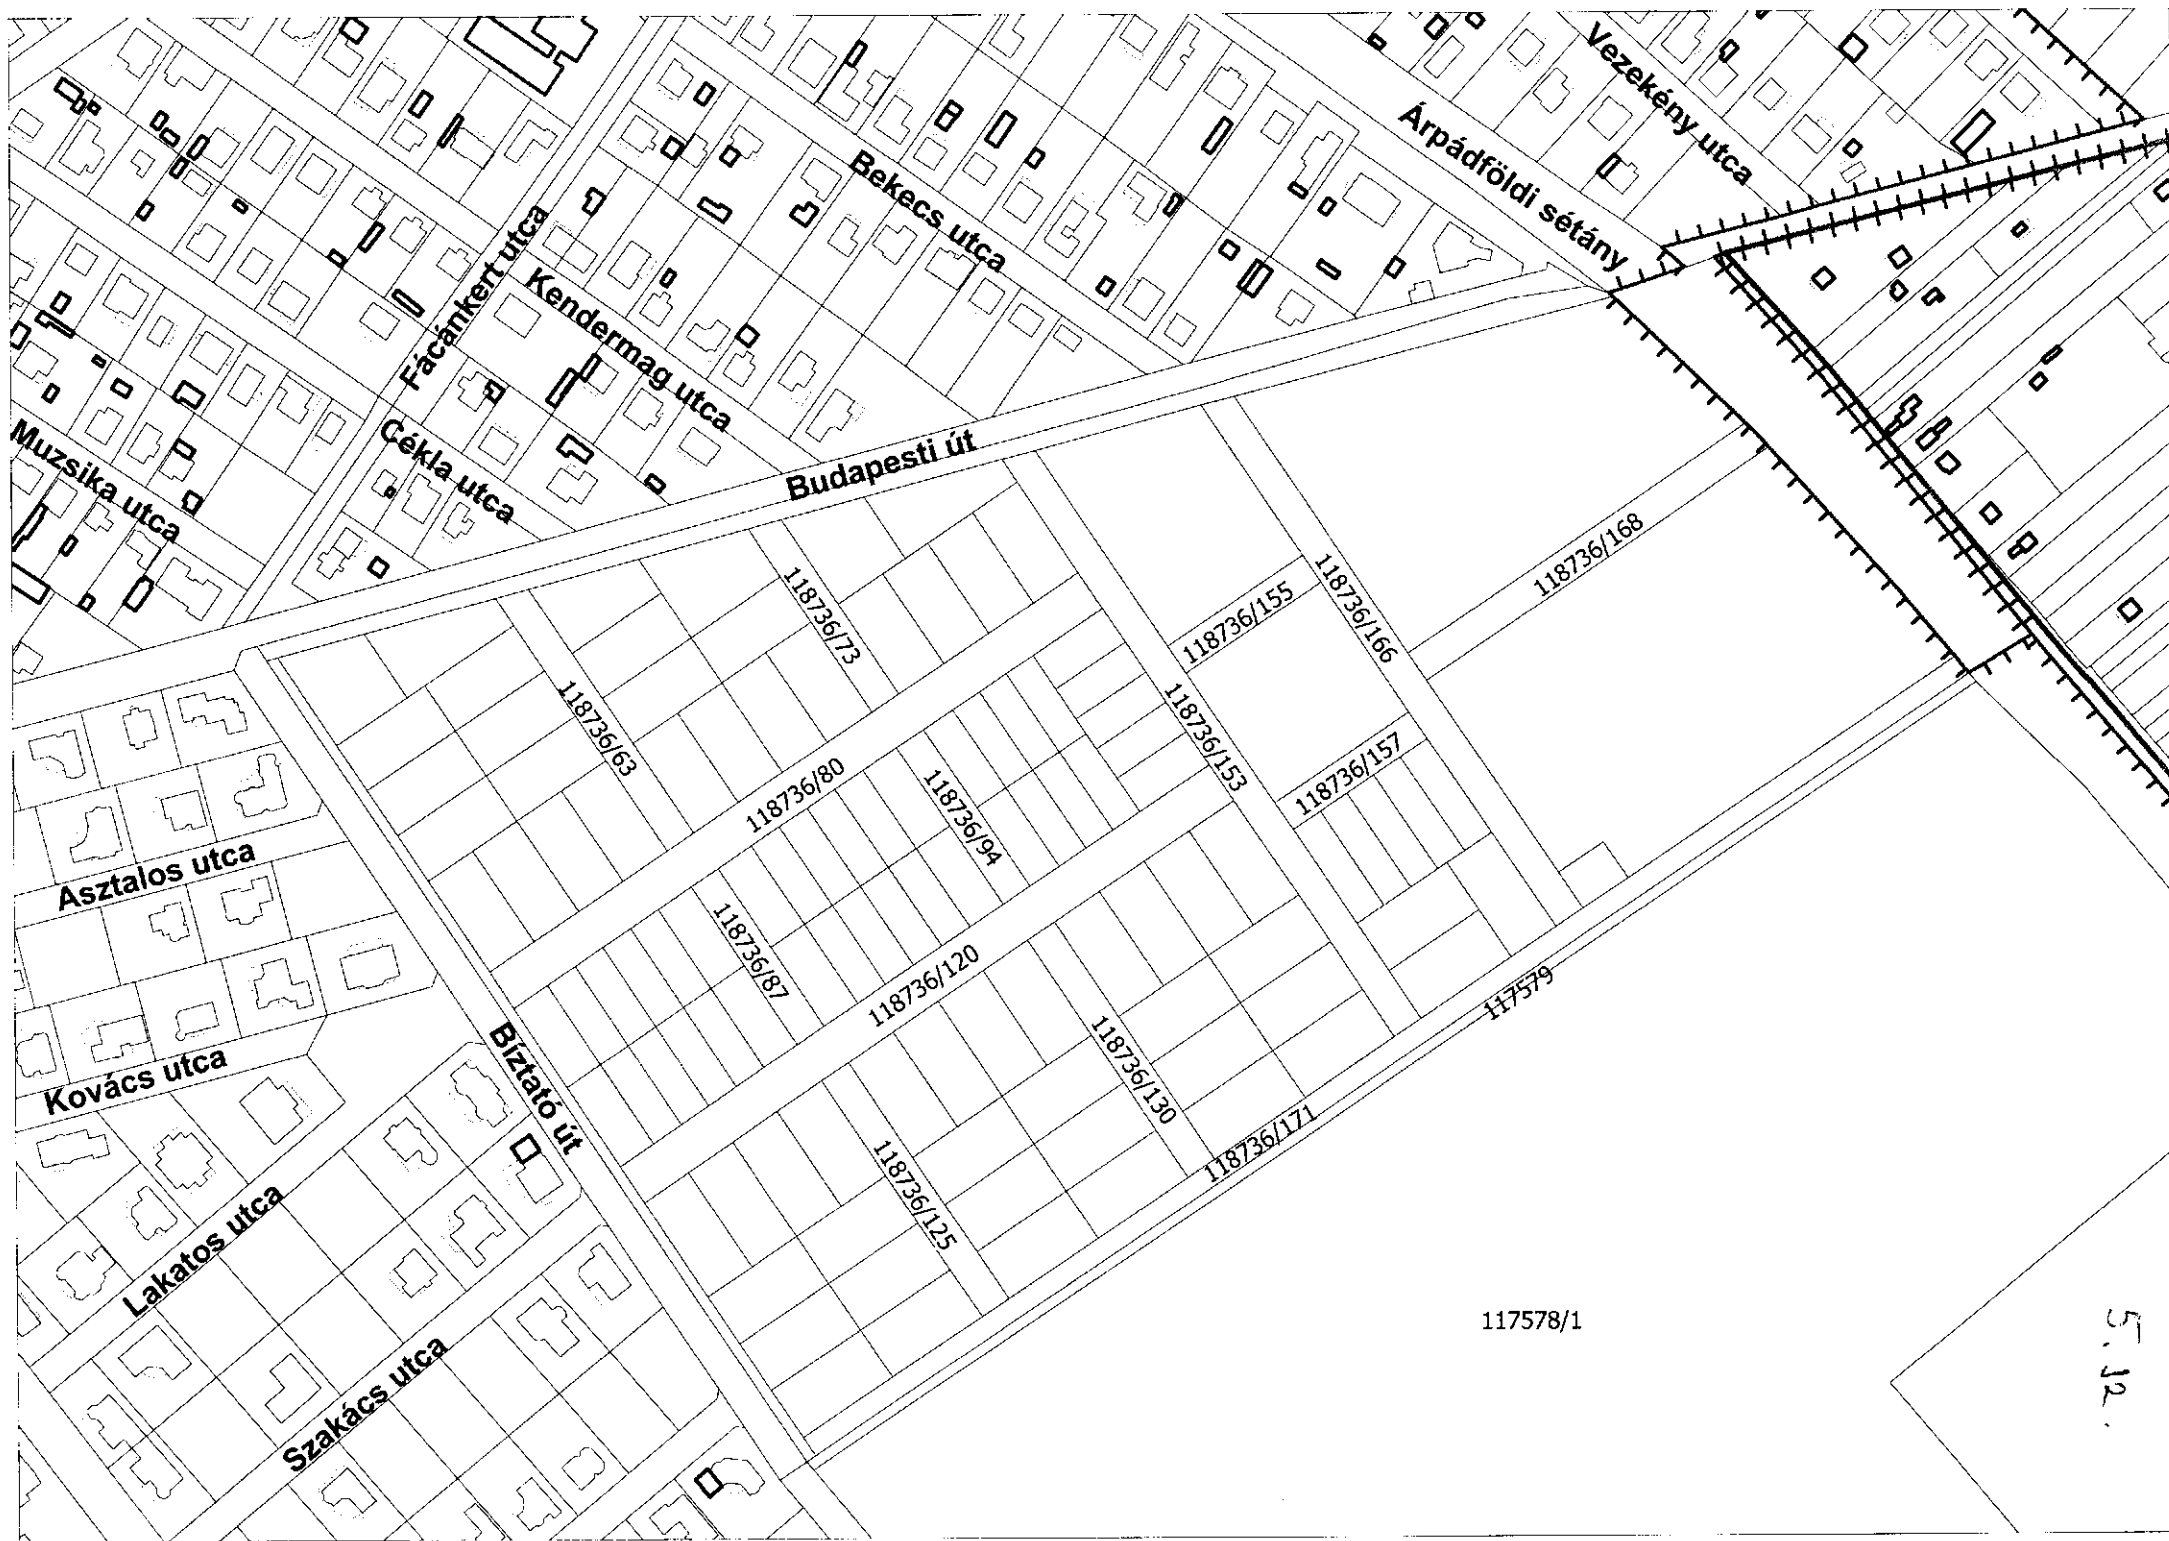 Vezekény utca
Árpádföldi sétány
Bekecs utca
Fácánkert utca
Kendermag utca
Cékla utca
Muzsika utca
Budapesti út
118736/168
118736/155
118736/166
118736/73
118736/63
118736/153
118736/157
118736/80
118736/94
Asztalos utca
118736/87
118736/120
117579
Bíztató út
Kovács utca
118736/130
118736/171
118736/125
Lakatos utca
117578/1
Szakács utca
5.12.